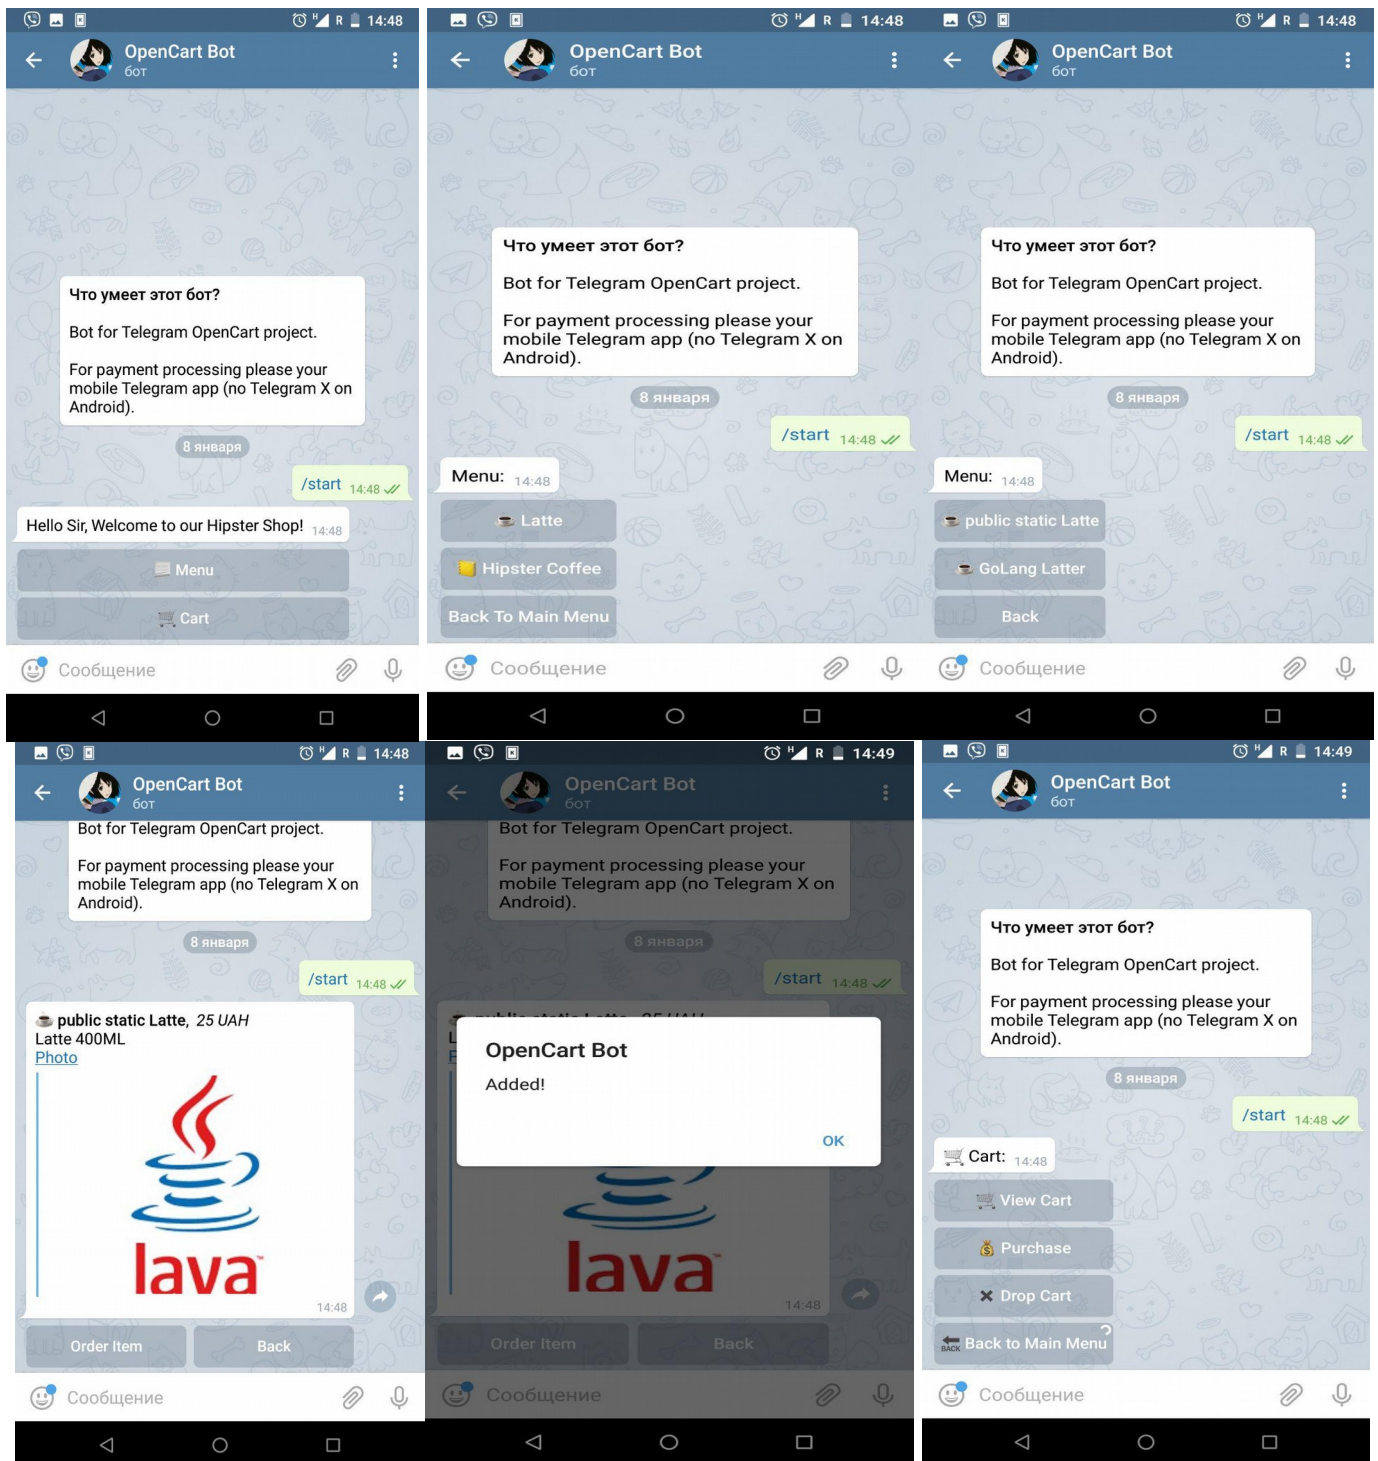 14:48
OpenCart Bot
бот
Что умеет этот бот?
Bot for Telegram OpenCart project.
For payment processing please your
mobile Telegram app (no Telegram X on
Android).
8 января
/start 14:48
Hello Sir, Welcome to our Hipster Shop! 14:48
Menu
Cart
Сообщение
R 14:48
OpenCart Bot
бот
Что умеет этот бот?
Bot for Telegram OpenCart project.
For payment processing please your
mobile Telegram app (no Telegram X on
Android).
8 января
/start 14:48
Menu: 14:48
Latte
Hipster Coffee
Back To Main Menu
Сообщение
R 14:48
OpenCart Bot
бот
Что умеет этот бот?
Bot for Telegram OpenCart project.
For payment processing please your
mobile Telegram app (no Telegram X on
Android).
8 января
/start 14:48
Menu: 14:48
public static Latte
GoLang Latter
Back
Сообщение
R 14:48
OpenCart Bot
бот
Bot for Telegram OpenCart project.
For payment processing please your
mobile Telegram app (no Telegram X on
Android).
8 января
/start 14:48
public static Latte, 25 UAH
Latte 400ML
Photo
lava
14:48
Order Item Back
Сообщение
R 14:49
OpenCart Bot
бот
Bot for Telegram OpenCart project.
For payment processing please your
mobile Telegram app (no Telegram X on
Android).
8 января
/start 14:48
public static Latte, 25 UAH
OpenCart Bot
Added!
OK
lava
14:48
Order Item Back
Сообщение
R 14:49
OpenCart Bot
бот
Что умеет этот бот?
Bot for Telegram OpenCart project.
For payment processing please your
mobile Telegram app (no Telegram X on
Android).
8 января
/start 14:48
Cart: 14:48
View Cart
Purchase
Drop Cart
BACK Back to Main Menu
Сообщение